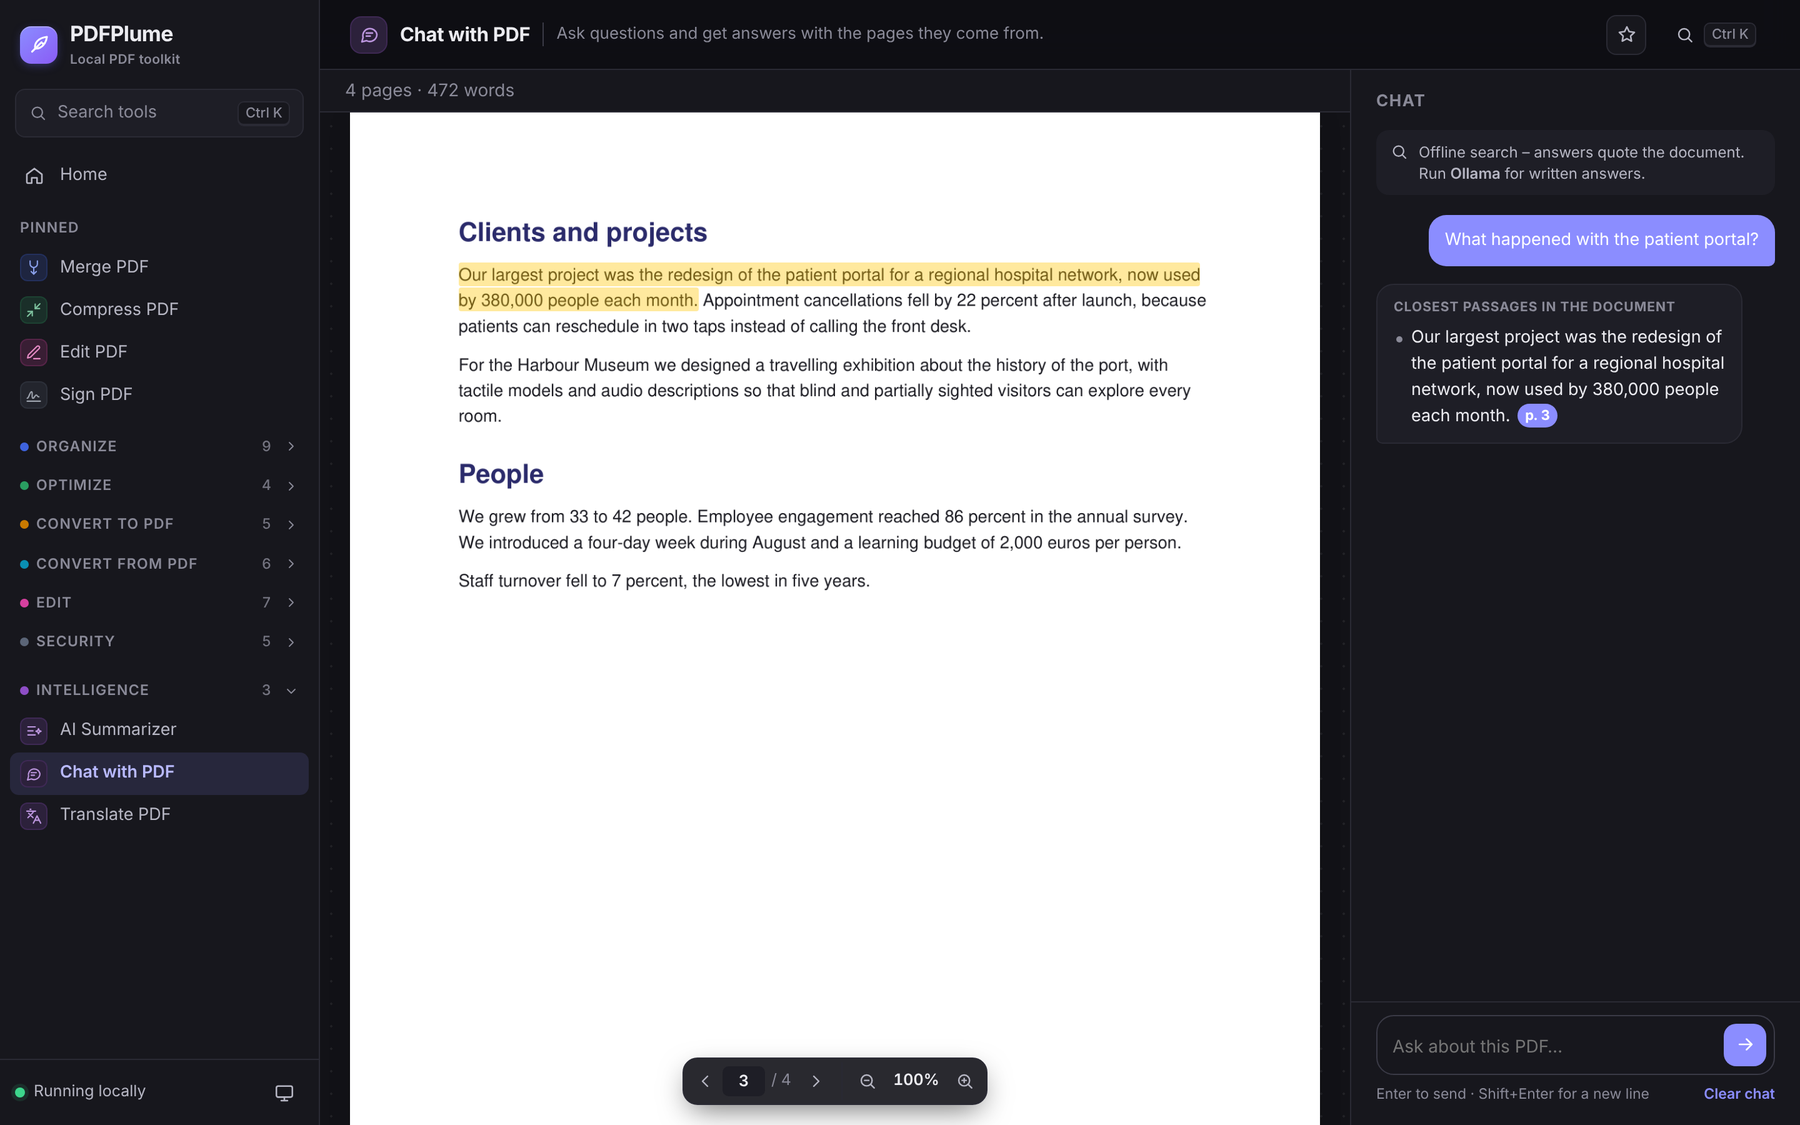 PDFPlume
Local PDF toolkit
Search tools
Ctrl K
Home
PINNED
Merge PDF
Compress PDF
Edit PDF
Sign PDF
ORGANIZE 9
OPTIMIZE 4
CONVERT TO PDF 5
CONVERT FROM PDF 6
EDIT 7
SECURITY 5
INTELLIGENCE 3
AI Summarizer
Chat with PDF
Translate PDF
Running locally
Chat with PDF
Ask questions and get answers with the pages they come from.
Ctrl K
4 pages · 472 words
Clients and projects
Our largest project was the redesign of the patient portal for a regional hospital network, now used
by 380,000 people each month. Appointment cancellations fell by 22 percent after launch, because
patients can reschedule in two taps instead of calling the front desk.
For the Harbour Museum we designed a travelling exhibition about the history of the port, with
tactile models and audio descriptions so that blind and partially sighted visitors can explore every
room.
People
We grew from 33 to 42 people. Employee engagement reached 86 percent in the annual survey.
We introduced a four-day week during August and a learning budget of 2,000 euros per person.
Staff turnover fell to 7 percent, the lowest in five years.
3 / 4
100%
CHAT
Offline search – answers quote the document.
Run Ollama for written answers.
What happened with the patient portal?
CLOSEST PASSAGES IN THE DOCUMENT
Our largest project was the redesign of
the patient portal for a regional hospital
network, now used by 380,000 people
each month. p. 3
Ask about this PDF...
Enter to send · Shift+Enter for a new line
Clear chat